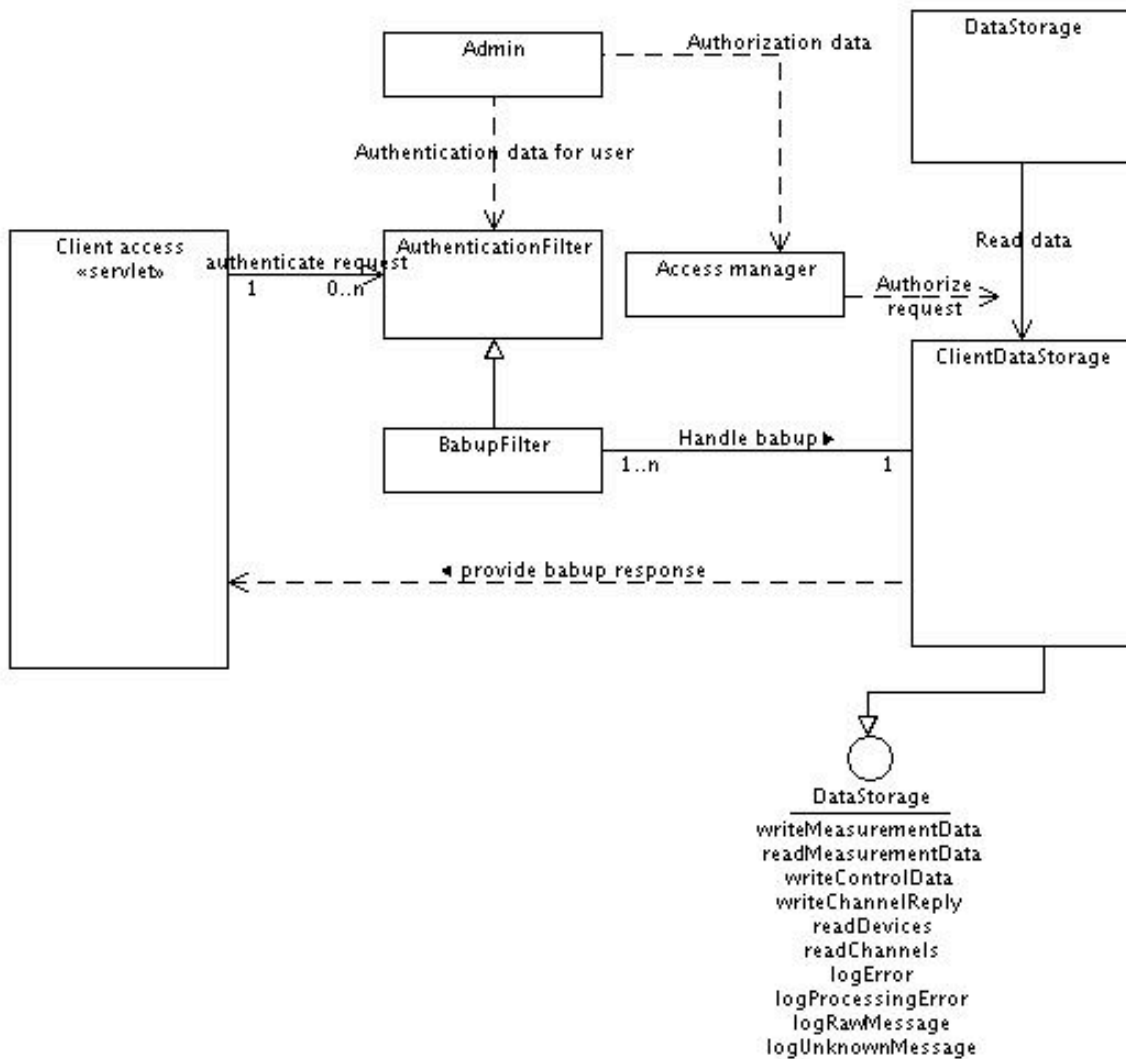 Admin
Authorization data
DataStorage
Authentication data for user
Client access
«servlet»
authenticate request
1
0..n
AuthenticationFilter
Access manager
Read data
Authorize
request
ClientDataStorage
BabupFilter
Handle babup ▶
1..n
1
◀ provide babup response
DataStorage
writeMeasurementData
readMeasurementData
writeControlData
writeChannelReply
readDevices
readChannels
logError
logProcessingError
logRawMessage
logUnknownMessage